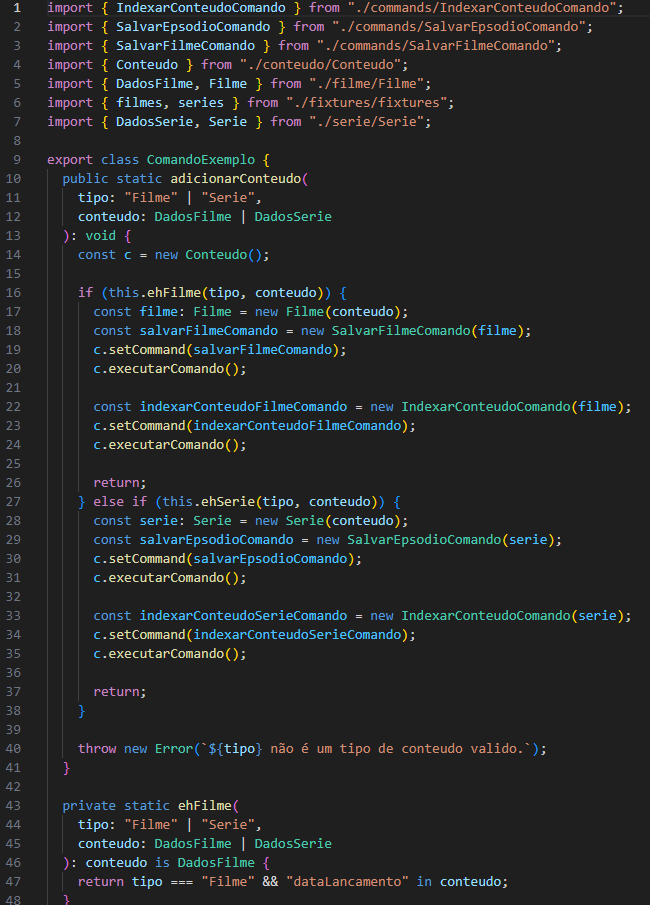 1 import { IndexarConteudoComando } from "./commands/IndexarConteudoComando";
2 import { SalvarEpsodioComando } from "./commands/SalvarEpsodioComando";
3 import { SalvarFilmeComando } from "./commands/SalvarFilmeComando";
4 import { Conteudo } from "./conteudo/Conteudo";
5 import { DadosFilme, Filme } from "./filme/Filme";
6 import { filmes, series } from "./fixtures/fixtures";
7 import { DadosSerie, Serie } from "./serie/Serie";
8
9 export class ComandoExemplo {
10   public static adicionarConteudo(
11     tipo: "Filme" | "Serie",
12     conteudo: DadosFilme | DadosSerie
13   ): void {
14     const c = new Conteudo();
15
16     if (this.ehFilme(tipo, conteudo)) {
17       const filme: Filme = new Filme(conteudo);
18       const salvarFilmeComando = new SalvarFilmeComando(filme);
19       c.setCommand(salvarFilmeComando);
20       c.executarComando();
21
22       const indexarConteudoFilmeComando = new IndexarConteudoComando(filme);
23       c.setCommand(indexarConteudoFilmeComando);
24       c.executarComando();
25
26       return;
27     } else if (this.ehSerie(tipo, conteudo)) {
28       const serie: Serie = new Serie(conteudo);
29       const salvarEpsodioComando = new SalvarEpsodioComando(serie);
30       c.setCommand(salvarEpsodioComando);
31       c.executarComando();
32
33       const indexarConteudoSerieComando = new IndexarConteudoComando(serie);
34       c.setCommand(indexarConteudoSerieComando);
35       c.executarComando();
36
37       return;
38     }
39
40     throw new Error(`${tipo} não é um tipo de conteudo valido.`);
41   }
42
43   private static ehFilme(
44     tipo: "Filme" | "Serie",
45     conteudo: DadosFilme | DadosSerie
46   ): conteudo is DadosFilme {
47     return tipo === "Filme" && "dataLancamento" in conteudo;
48   }